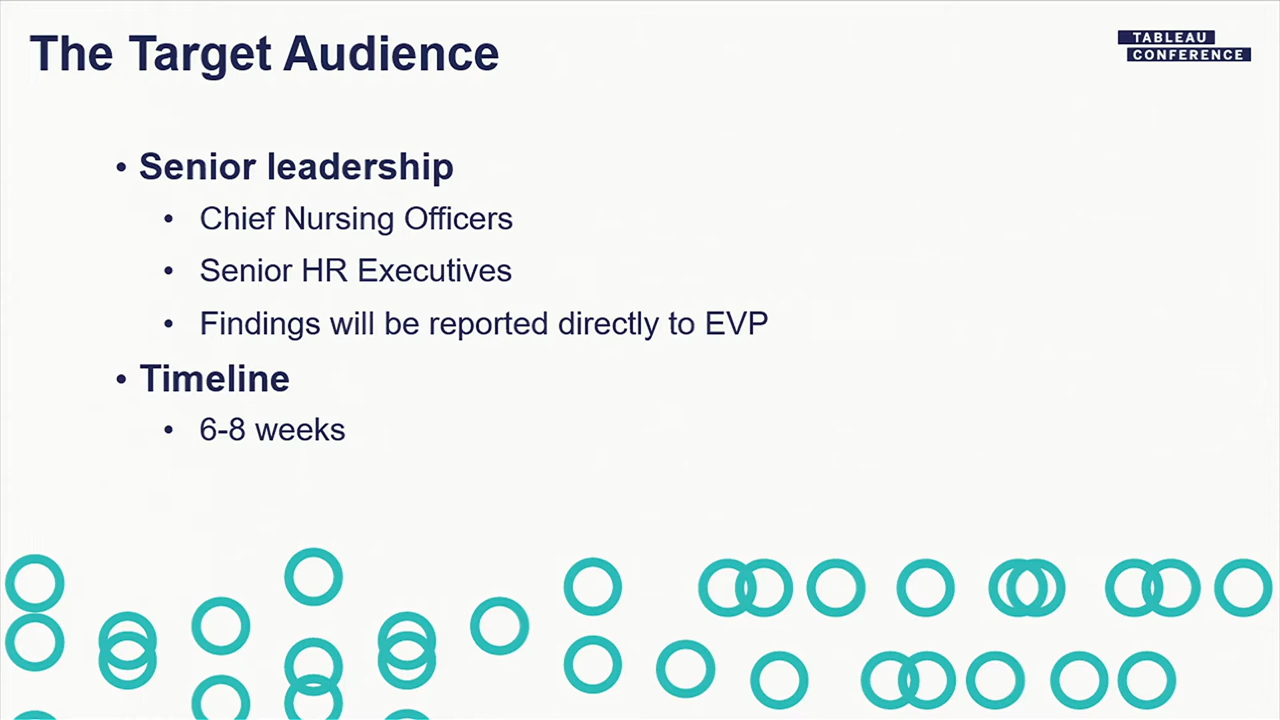 The Target Audience
TABLEAU
CONFERENCE
• Senior leadership
• Chief Nursing Officers
• Senior HR Executives
• Findings will be reported directly to EVP
• Timeline
• 6-8 weeks